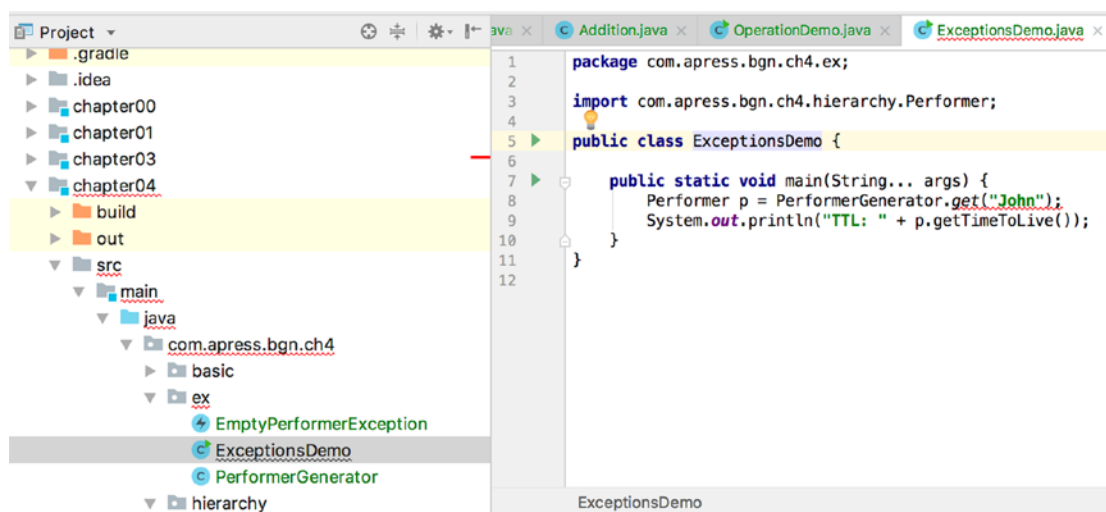 Project
.gradle
.idea
chapter00
chapter01
chapter03
chapter04
build
out
src
main
java
com.apress.bgn.ch4
basic
ex
EmptyPerformerException
ExceptionsDemo
PerformerGenerator
hierarchy
ava Addition.java OperationDemo.java ExceptionsDemo.java
1 package com.apress.bgn.ch4.ex;
2
3 import com.apress.bgn.ch4.hierarchy.Performer;
4
5 public class ExceptionsDemo {
6
7 public static void main(String... args) {
8 Performer p = PerformerGenerator.get("John");
9 System.out.println("TTL: " + p.getTimeToLive());
10 }
11 }
12
ExceptionsDemo